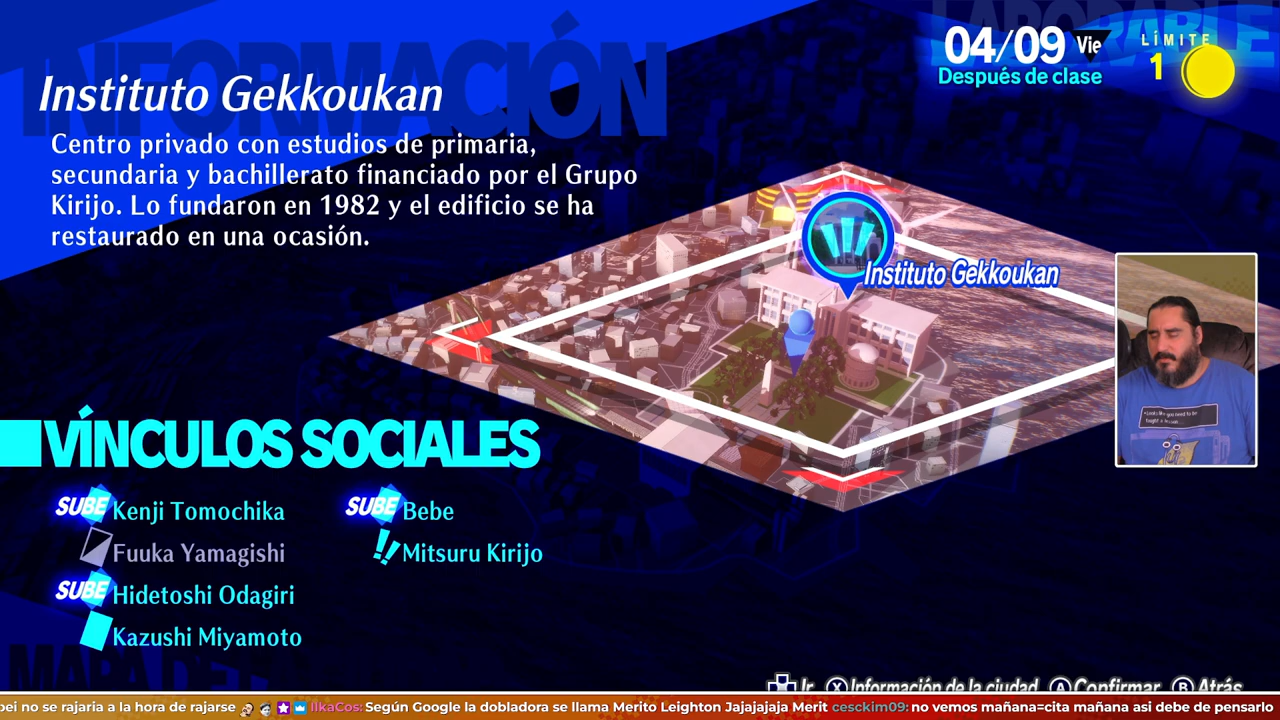 INFORMACIÓN
LABORABLE
Instituto Gekkoukan
04/09 Vie
Después de clase
LÍMITE
1
Centro privado con estudios de primaria,
secundaria y bachillerato financiado por el Grupo
Kirijo. Lo fundaron en 1982 y el edificio se ha
restaurado en una ocasión.
Instituto Gekkoukan
VÍNCULOS SOCIALES
SUBE Kenji Tomochika
Fuuka Yamagishi
SUBE Hidetoshi Odagiri
Kazushi Miyamoto
SUBE Bebe
!! Mitsuru Kirijo
MAPA DE
Ir X Información de la ciudad A Confirmar B Atrás
pei no se rajaria a la hora de rajarse IlkaCos: Según Google la dobladora se llama Merito Leighton Jajajajaja Merit cesckim09: no vemos mañana=cita mañana asi debe de pensarlo